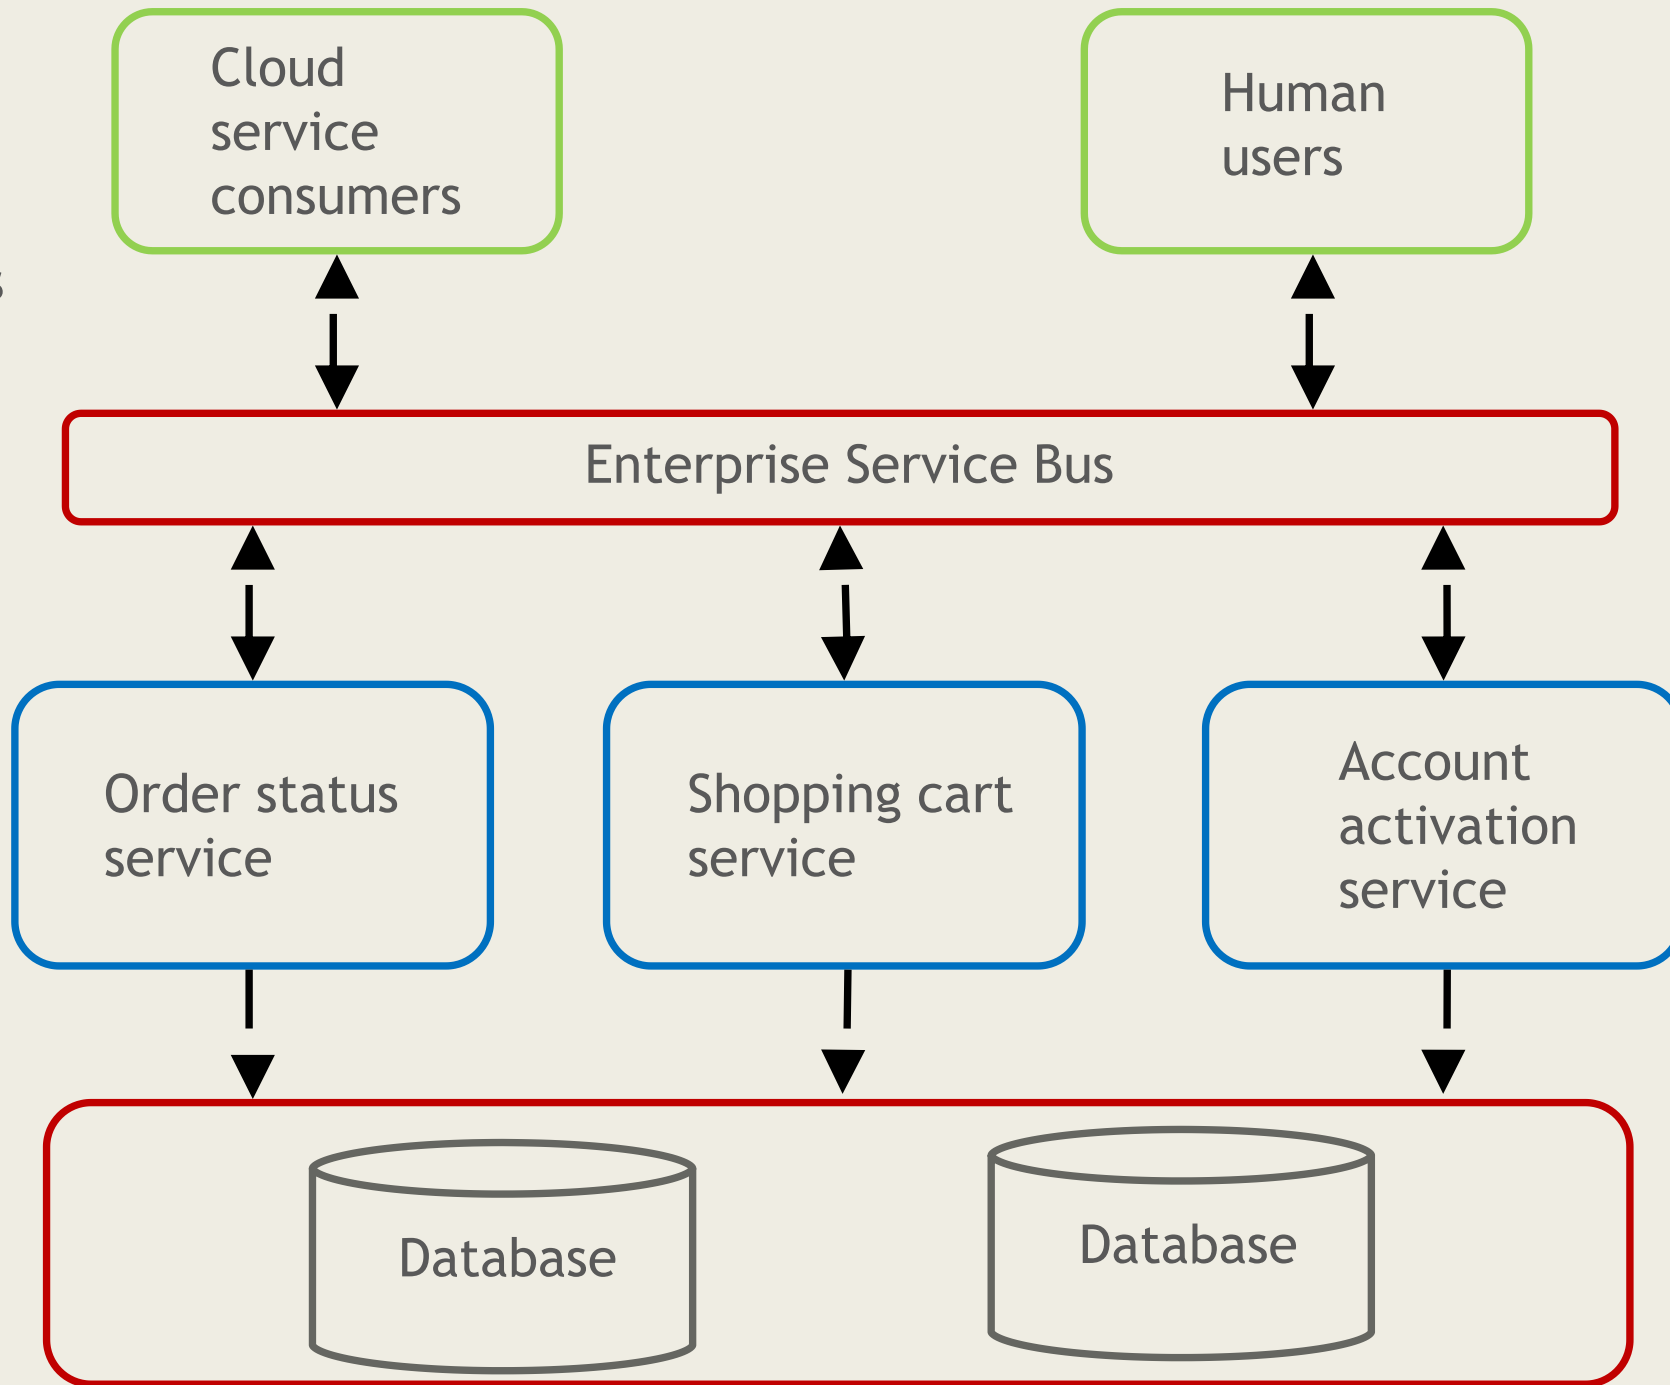 Cloud
service
consumers
Human
users
Enterprise Service Bus
Order status
service
Shopping cart
service
Account
activation
service
Database
Database